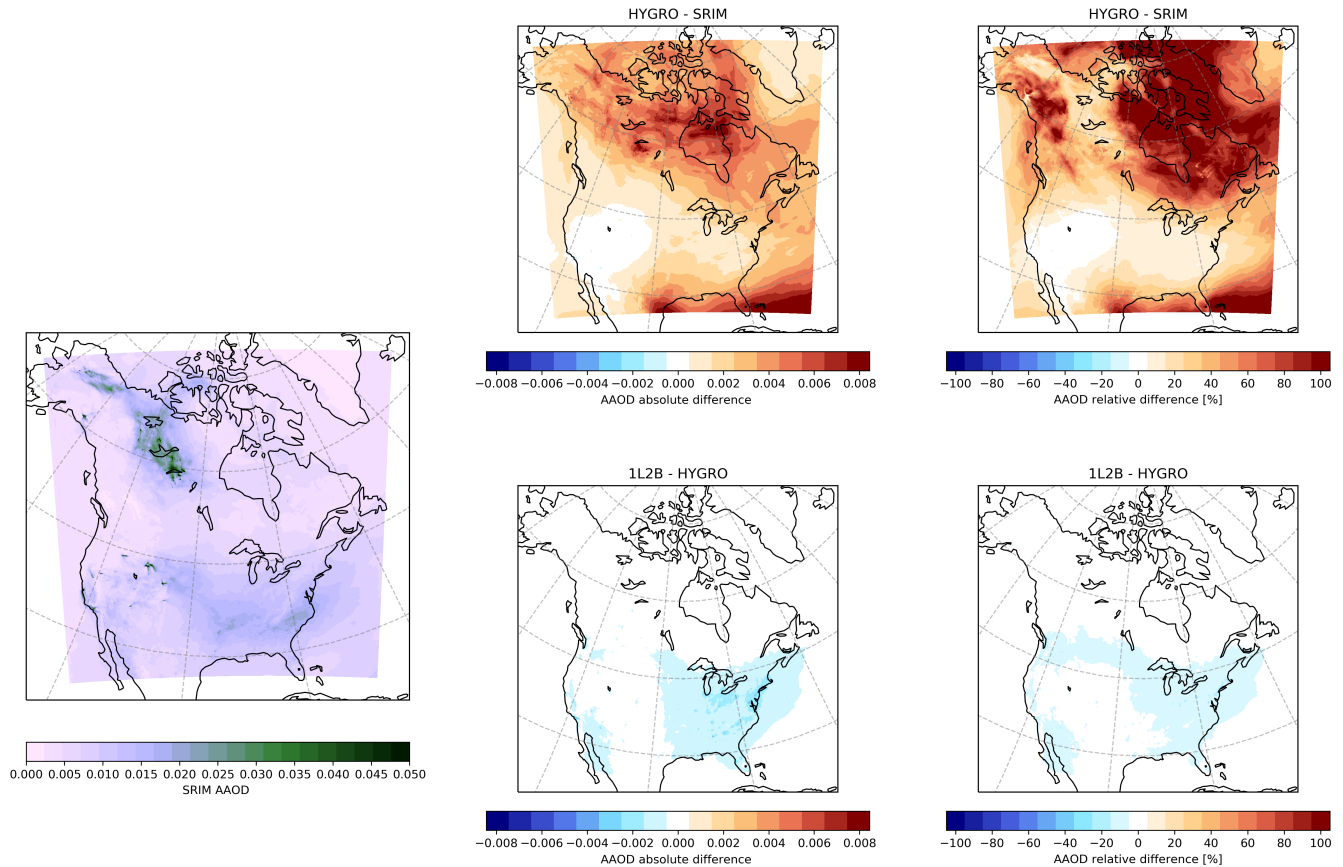 HYGRO - SRIM
HYGRO - SRIM
−0.008 −0.006 −0.004 −0.002 0.000 0.002 0.004 0.006 0.008
AAOD absolute difference
−100 −80 −60 −40 −20 0 20 40 60 80 100
AAOD relative difference [%]
0.000 0.005 0.010 0.015 0.020 0.025 0.030 0.035 0.040 0.045 0.050
SRIM AAOD
1L2B - HYGRO
1L2B - HYGRO
−0.008 −0.006 −0.004 −0.002 0.000 0.002 0.004 0.006 0.008
AAOD absolute difference
−100 −80 −60 −40 −20 0 20 40 60 80 100
AAOD relative difference [%]